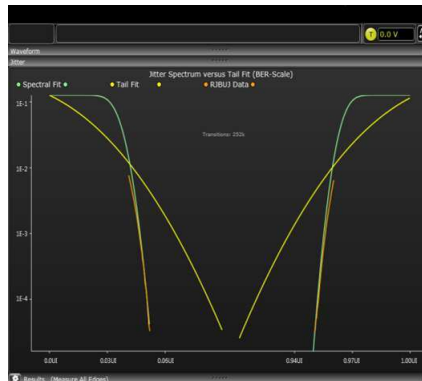 T 0.0 V
Waveform
Jitter
Jitter Spectrum versus Tail Fit (BER-Scale)
Spectral Fit Tail Fit RJBUJ Data
Transitions: 252k
1E-1
1E-2
1E-3
1E-4
0.0UI 0.03UI 0.06UI 0.94UI 0.97UI 1.00UI
Results (Measure All Edges)